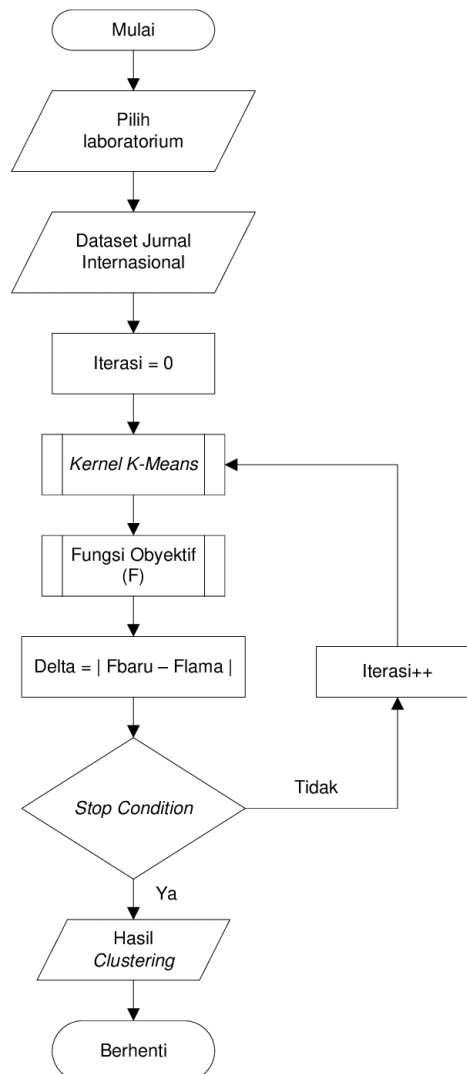 Mulai
Pilih
laboratorium
Dataset Jurnal
Internasional
Iterasi = 0
Kernel K-Means
Fungsi Obyektif
(F)
Delta = | Fbaru – Flama |
Iterasi++
Stop Condition
Tidak
Ya
Hasil
Clustering
Berhenti